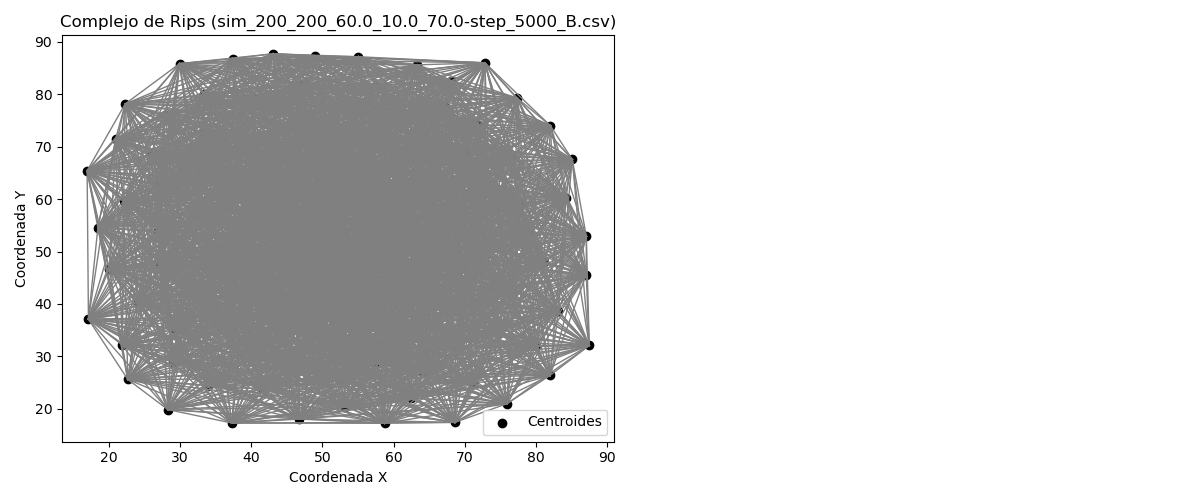 Complejo de Rips (sim_200_200_60.0_10.0_70.0-step_5000_B.csv)
90
80
70
60
50
40
30
20
Coordenada Y
Centroides
20 30 40 50 60 70 80 90
Coordenada X